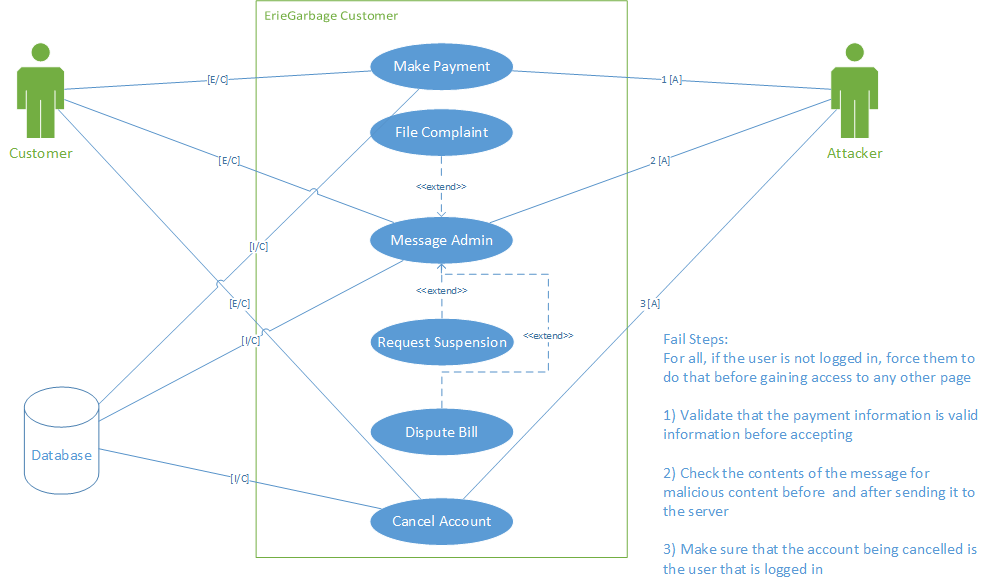 ErieGarbage Customer
Make Payment
[E/C]
1 [A]
File Complaint
Customer
Attacker
[E/C]
2 [A]
<<extend>>
Message Admin
[I/C]
<<extend>>
[E/C]
3 [A]
<<extend>>
[I/C]
Request Suspension
Dispute Bill
Database
[I/C]
Cancel Account
Fail Steps:
For all, if the user is not logged in, force them to
do that before gaining access to any other page
1) Validate that the payment information is valid
information before accepting
2) Check the contents of the message for
malicious content before and after sending it to
the server
3) Make sure that the account being cancelled is
the user that is logged in